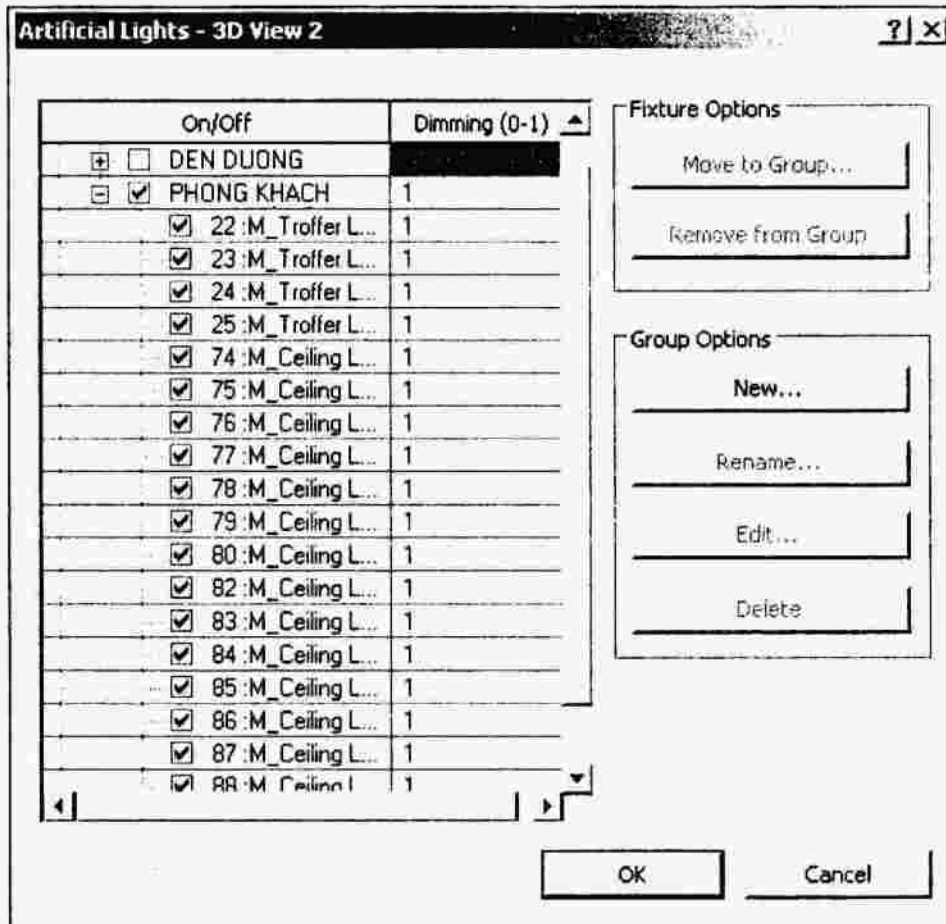 Artificial Lights - 3D View 2
On/Off Dimming (0-1)
DEN DUONG
PHONG KHACH 1
22 :M_Troffer L... 1
23 :M_Troffer L... 1
24 :M_Troffer L... 1
25 :M_Troffer L... 1
74 :M_Ceiling L... 1
75 :M_Ceiling L... 1
76 :M_Ceiling L... 1
77 :M_Ceiling L... 1
78 :M_Ceiling L... 1
79 :M_Ceiling L... 1
80 :M_Ceiling L... 1
82 :M_Ceiling L... 1
83 :M_Ceiling L... 1
84 :M_Ceiling L... 1
85 :M_Ceiling L... 1
86 :M_Ceiling L... 1
87 :M_Ceiling L... 1
88 :M_Ceiling L 1
Fixture Options
Move to Group...
Remove from Group
Group Options
New...
Rename...
Edit...
Delete
OK Cancel